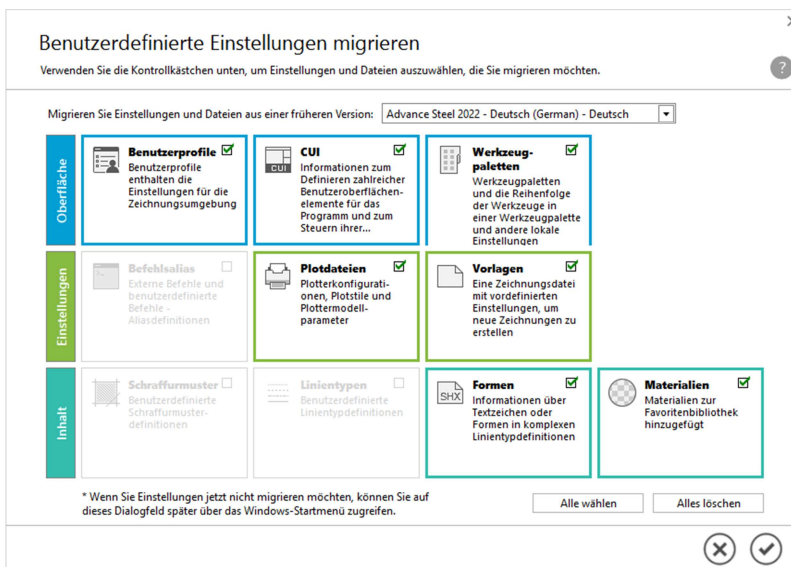 Benutzerdefinierte Einstellungen migrieren
Verwenden Sie die Kontrollkästchen unten, um Einstellungen und Dateien auszuwählen, die Sie migrieren möchten.
?
Migrieren Sie Einstellungen und Dateien aus einer früheren Version: Advance Steel 2022 - Deutsch (German) - Deutsch
Oberfläche
Benutzerprofile
Benutzerprofile
enthalten die
Einstellungen für die
Zeichnungsumgebung
CUI
CUI
Informationen zum
Definieren zahlreicher
Benutzeroberflächen-
elemente für das
Programm und zum
Steuern ihrer...
Werkzeug-
paletten
Werkzeugpaletten
und die Reihenfolge
der Werkzeuge in
einer Werkzeugpalette
und andere lokale
Einstellungen
Einstellungen
Befehlsalias
Externe Befehle und
benutzerdefinierte
Befehle -
Aliasdefinitionen
Plotdateien
Plotterkonfigurati-
onen, Plotstile und
Plottermodell-
parameter
Vorlagen
Eine Zeichnungsdatei
mit vordefinierten
Einstellungen, um
neue Zeichnungen zu
erstellen
Inhalt
Schraffurmuster
Benutzerdefinierte
Schraffurmuster-
definitionen
Linientypen
Benutzerdefinierte
Linientypdefinitionen
SHX
Formen
Informationen über
Textzeichen oder
Formen in komplexen
Linientypdefinitionen
Materialien
Materialien zur
Favoritenbibliothek
hinzugefügt
* Wenn Sie Einstellungen jetzt nicht migrieren möchten, können Sie auf
dieses Dialogfeld später über das Windows-Startmenü zugreifen.
Alle wählen
Alles löschen